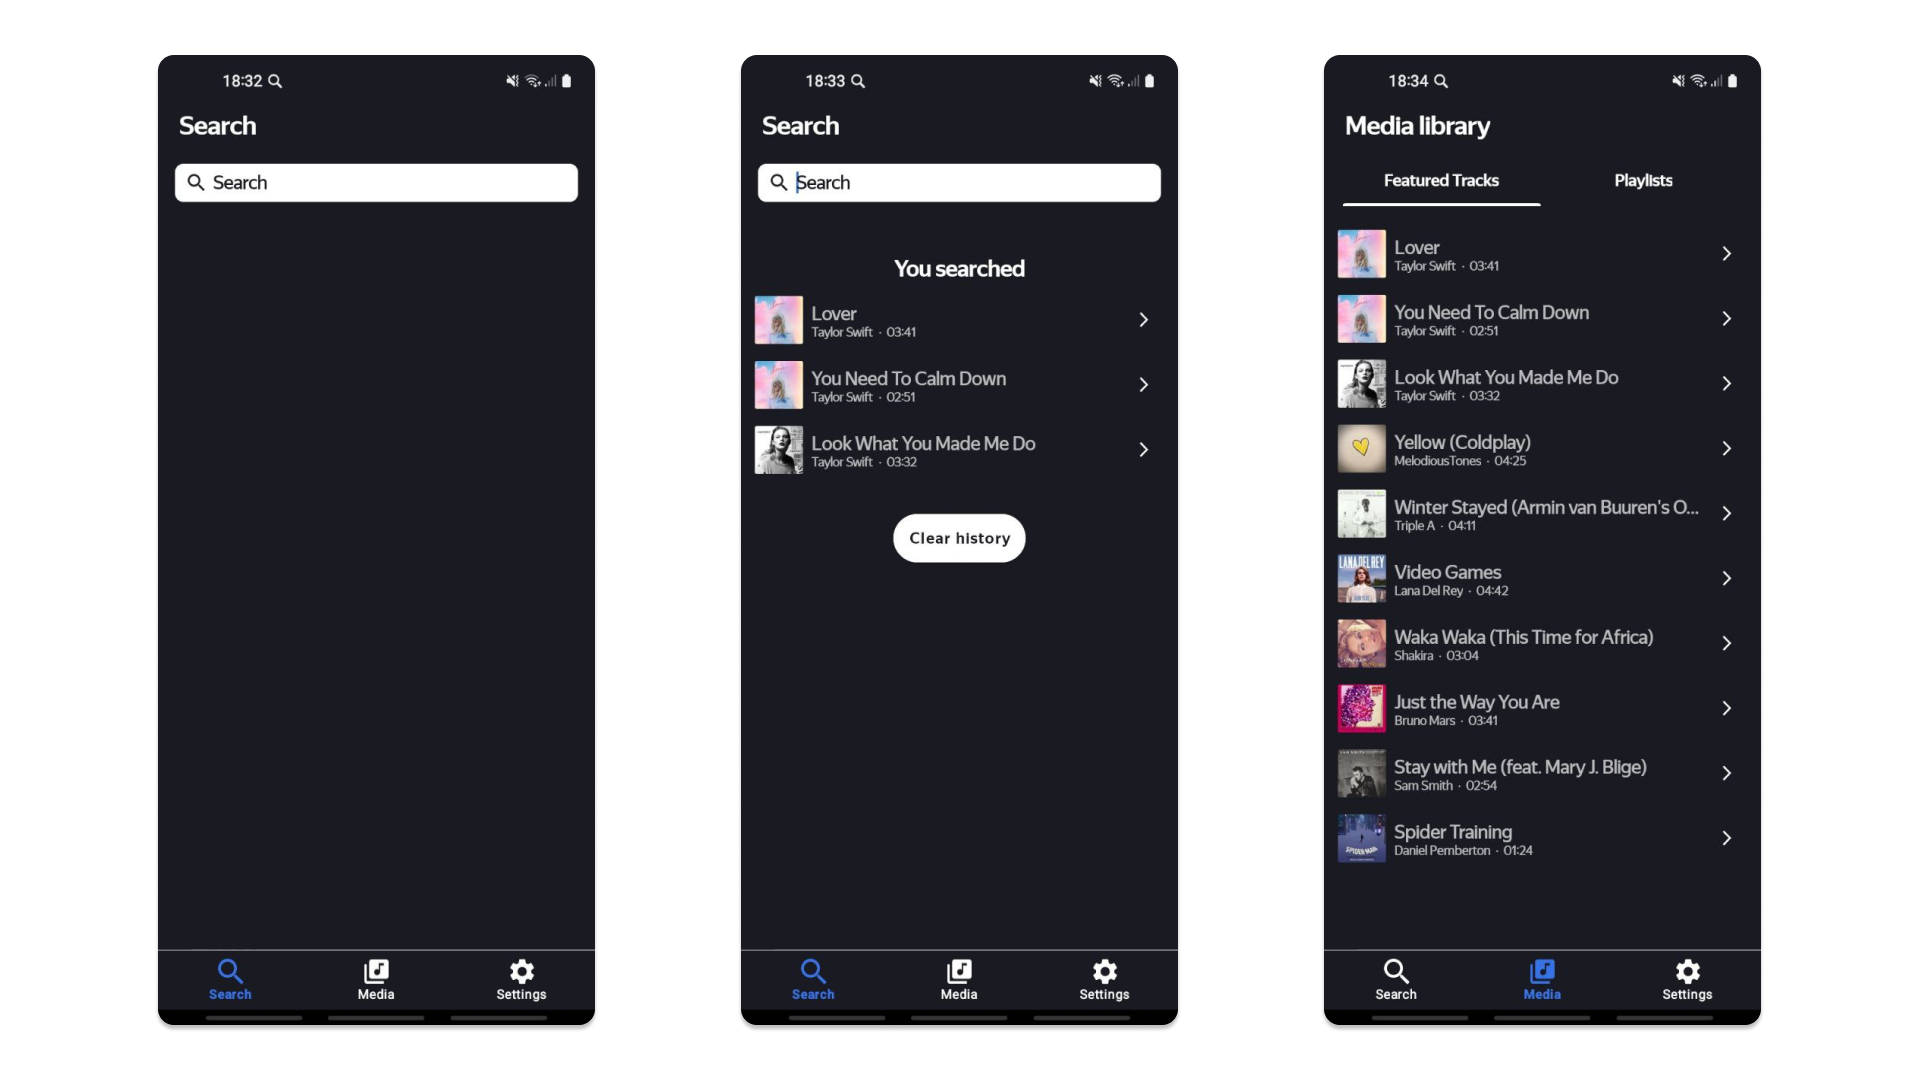 18:32
Search
Search
Search
Media
Settings
18:33
Search
Search
You searched
Lover
Taylor Swift · 03:41
You Need To Calm Down
Taylor Swift · 02:51
Look What You Made Me Do
Taylor Swift · 03:32
Clear history
Search
Media
Settings
18:34
Media library
Featured Tracks
Playlists
Lover
Taylor Swift · 03:41
You Need To Calm Down
Taylor Swift · 02:51
Look What You Made Me Do
Taylor Swift · 03:32
Yellow (Coldplay)
MelodiousTones · 04:25
Winter Stayed (Armin van Buuren's O...
Triple A · 04:11
LANA DEL REY
Video Games
Lana Del Rey · 04:42
Waka Waka (This Time for Africa)
Shakira · 03:04
Just the Way You Are
Bruno Mars · 03:41
Stay with Me (feat. Mary J. Blige)
Sam Smith · 02:54
SPIDER-MAN
Spider Training
Daniel Pemberton · 01:24
Search
Media
Settings